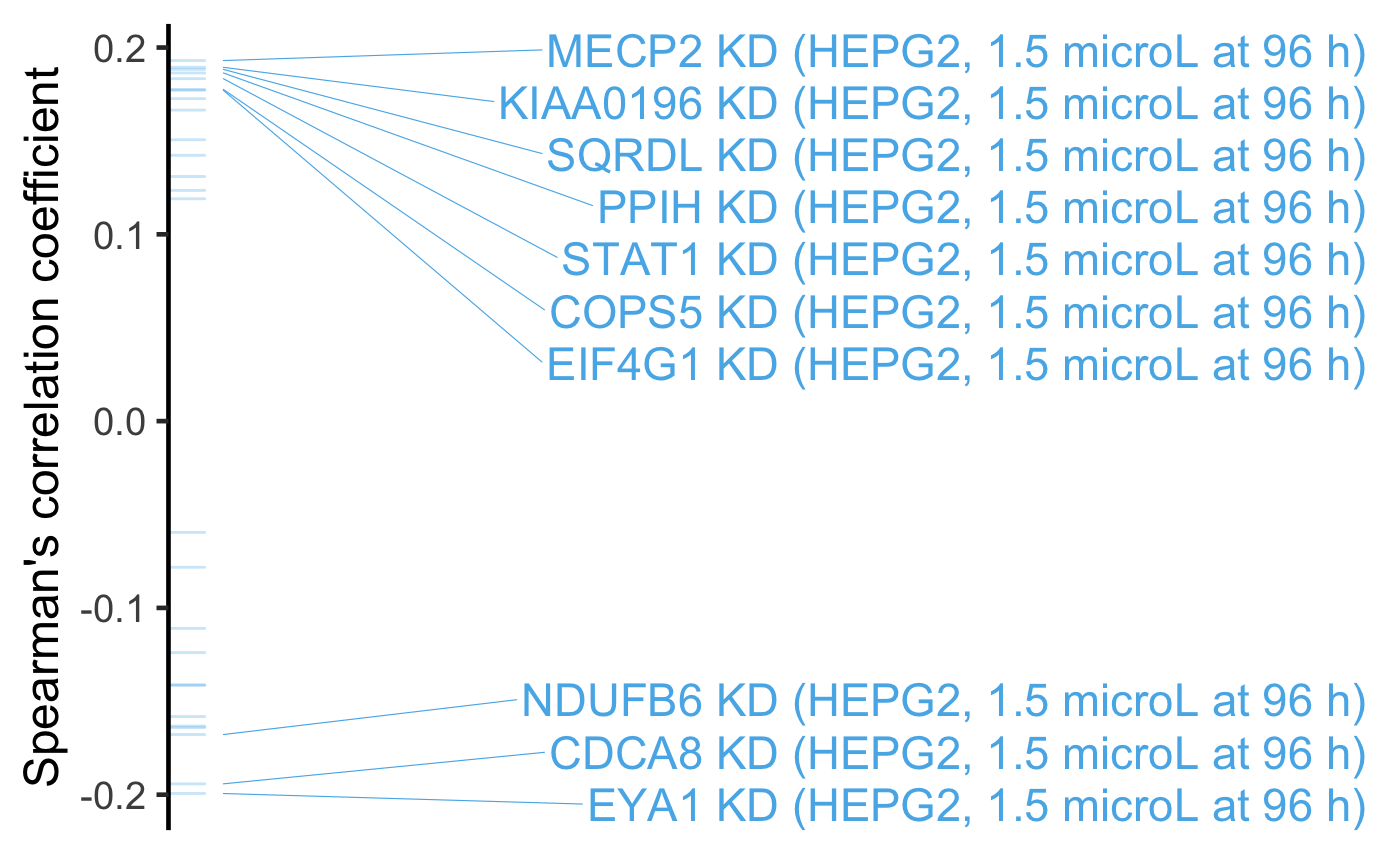 Spearman's correlation coefficient
0.2
0.1
0.0
-0.1
-0.2
MECP2 KD (HEPG2, 1.5 microL at 96 h)
KIAA0196 KD (HEPG2, 1.5 microL at 96 h)
SQRDL KD (HEPG2, 1.5 microL at 96 h)
PPIH KD (HEPG2, 1.5 microL at 96 h)
STAT1 KD (HEPG2, 1.5 microL at 96 h)
COPS5 KD (HEPG2, 1.5 microL at 96 h)
EIF4G1 KD (HEPG2, 1.5 microL at 96 h)
NDUFB6 KD (HEPG2, 1.5 microL at 96 h)
CDCA8 KD (HEPG2, 1.5 microL at 96 h)
EYA1 KD (HEPG2, 1.5 microL at 96 h)